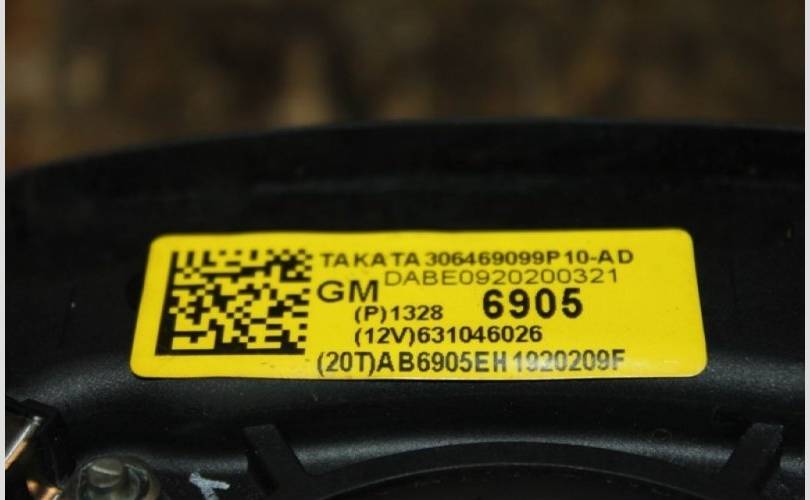 TAKATA 306469099P10-AD
DABE0920200321
GM
6905
(P)1328
(12V)631046026
(20T)AB6905EH1920209F